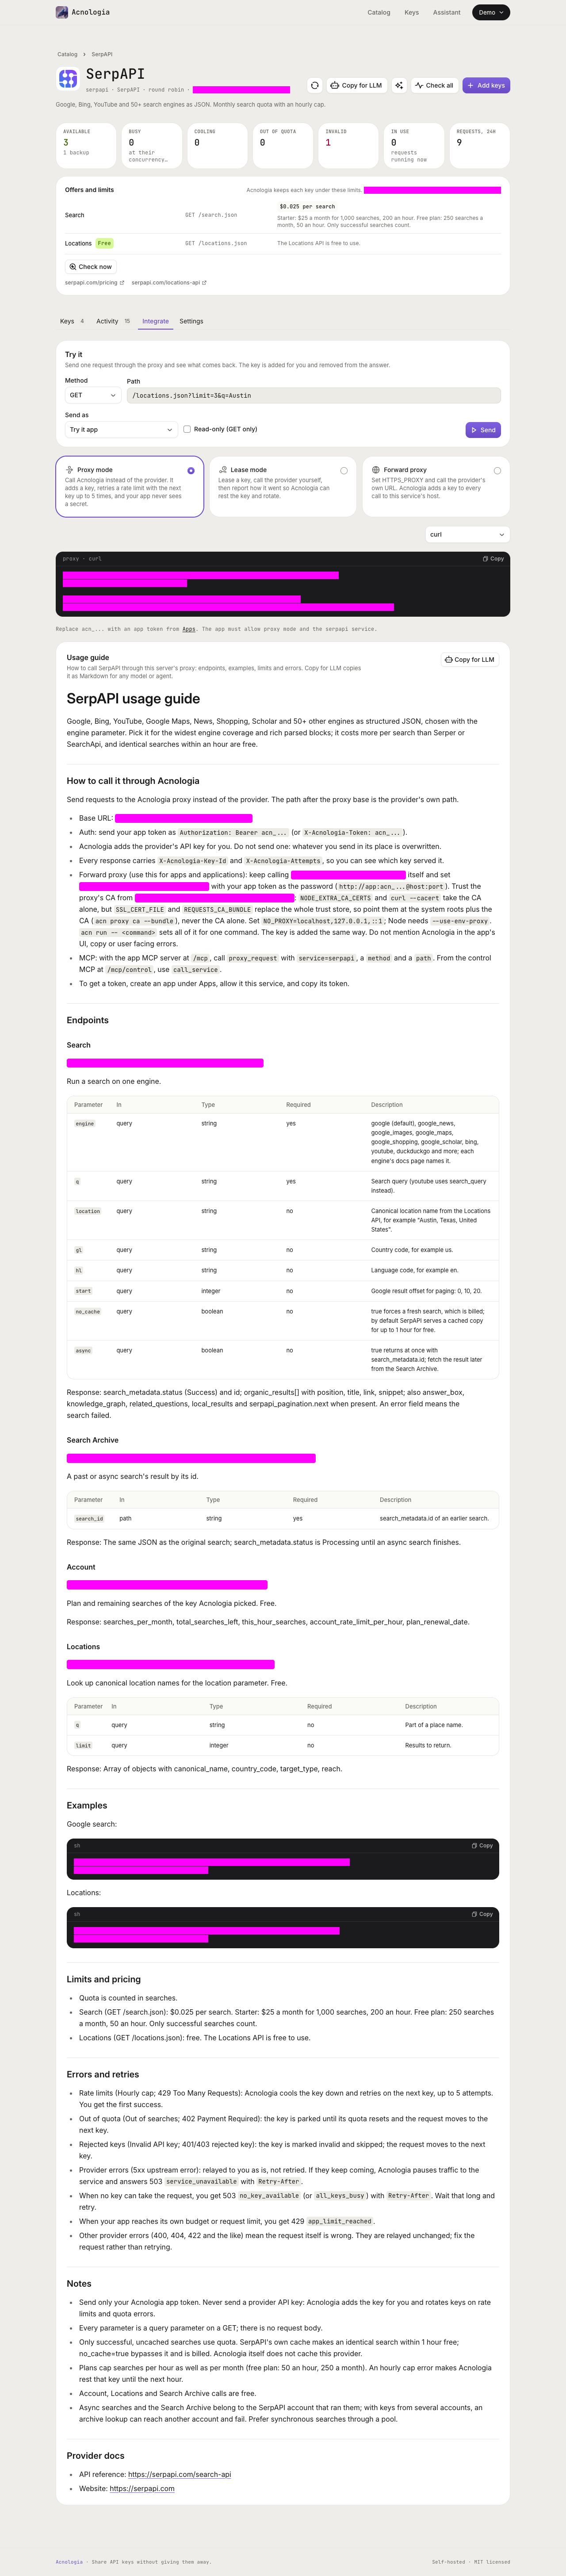 Acnologia
Catalog
Keys
Assistant
Demo
Catalog > SerpAPI
SerpAPI
serpapi · SerpAPI · round robin ·
Copy for LLM
Check all
Add keys
Google, Bing, YouTube and 50+ search engines as JSON. Monthly search quota with an hourly cap.
AVAILABLE
3
1 backup
BUSY
0
at their concurrency…
COOLING
0
OUT OF QUOTA
0
INVALID
1
IN USE
0
requests running now
REQUESTS, 24H
9
Offers and limits
Acnologia keeps each key under these limits.
Search
GET /search.json
$0.025 per search
Starter: $25 a month for 1,000 searches, 200 an hour. Free plan: 250 searches a
month, 50 an hour. Only successful searches count.
Locations Free
GET /locations.json
The Locations API is free to use.
Check now
serpapi.com/pricing
serpapi.com/locations-api
Keys 4
Activity 15
Integrate
Settings
Try it
Send one request through the proxy and see what comes back. The key is added for you and removed from the answer.
Method
GET
Path
/locations.json?limit=3&q=Austin
Send as
Try it app
Read-only (GET only)
Send
Proxy mode
Call Acnologia instead of the provider. It
adds a key, retries a rate limit with the next
key up to 5 times, and your app never sees
a secret.
Lease mode
Lease a key, call the provider yourself,
then report how it went so Acnologia can
rest the key and rotate.
Forward proxy
Set HTTPS_PROXY and call the provider's
own URL. Acnologia adds a key to every
call to this service's host.
curl
proxy · curl
Copy
Replace acn_... with an app token from Apps. The app must allow proxy mode and the serpapi service.
Usage guide
How to call SerpAPI through this server's proxy: endpoints, examples, limits and errors. Copy for LLM copies
it as Markdown for any model or agent.
Copy for LLM
SerpAPI usage guide
Google, Bing, YouTube, Google Maps, News, Shopping, Scholar and 50+ other engines as structured JSON, chosen with the
engine parameter. Pick it for the widest engine coverage and rich parsed blocks; it costs more per search than Serper or
SearchApi, and identical searches within an hour are free.
How to call it through Acnologia
Send requests to the Acnologia proxy instead of the provider. The path after the proxy base is the provider's own path.
Base URL:
Auth: send your app token as Authorization: Bearer acn_... (or X-Acnologia-Token: acn_...).
Acnologia adds the provider's API key for you. Do not send one: whatever you send in its place is overwritten.
Every response carries X-Acnologia-Key-Id and X-Acnologia-Attempts, so you can see which key served it.
Forward proxy (use this for apps and applications): keep calling itself and set
with your app token as the password (http://app:acn_...@host:port). Trust the
proxy's CA from : NODE_EXTRA_CA_CERTS and curl --cacert take the CA
alone, but SSL_CERT_FILE and REQUESTS_CA_BUNDLE replace the whole trust store, so point them at the system roots plus the
CA (acn proxy ca --bundle), never the CA alone. Set NO_PROXY=localhost,127.0.0.1,::1; Node needs --use-env-proxy.
acn run -- <command> sets all of it for one command. The key is added the same way. Do not mention Acnologia in the app's
UI, copy or user facing errors.
MCP: with the app MCP server at /mcp, call proxy_request with service=serpapi, a method and a path. From the control
MCP at /mcp/control, use call_service.
To get a token, create an app under Apps, allow it this service, and copy its token.
Endpoints
Search
Run a search on one engine.
Parameter In Type Required Description
engine query string yes google (default), google_news,
google_images, google_maps,
google_shopping, google_scholar, bing,
youtube, duckduckgo and more; each
engine's docs page names it.
q query string yes Search query (youtube uses search_query
instead).
location query string no Canonical location name from the Locations
API, for example "Austin, Texas, United
States".
gl query string no Country code, for example us.
hl query string no Language code, for example en.
start query integer no Google result offset for paging: 0, 10, 20.
no_cache query boolean no true forces a fresh search, which is billed;
by default SerpAPI serves a cached copy
for up to 1 hour for free.
async query boolean no true returns at once with
search_metadata.id; fetch the result later
from the Search Archive.
Response: search_metadata.status (Success) and id; organic_results[] with position, title, link, snippet; also answer_box,
knowledge_graph, related_questions, local_results and serpapi_pagination.next when present. An error field means the
search failed.
Search Archive
A past or async search's result by its id.
Parameter In Type Required Description
search_id path string yes search_metadata.id of an earlier search.
Response: The same JSON as the original search; search_metadata.status is Processing until an async search finishes.
Account
Plan and remaining searches of the key Acnologia picked. Free.
Response: searches_per_month, total_searches_left, this_hour_searches, account_rate_limit_per_hour, plan_renewal_date.
Locations
Look up canonical location names for the location parameter. Free.
Parameter In Type Required Description
q query string no Part of a place name.
limit query integer no Results to return.
Response: Array of objects with canonical_name, country_code, target_type, reach.
Examples
Google search:
sh
Copy
Locations:
sh
Copy
Limits and pricing
Quota is counted in searches.
Search (GET /search.json): $0.025 per search. Starter: $25 a month for 1,000 searches, 200 an hour. Free plan: 250 searches
a month, 50 an hour. Only successful searches count.
Locations (GET /locations.json): free. The Locations API is free to use.
Errors and retries
Rate limits (Hourly cap; 429 Too Many Requests): Acnologia cools the key down and retries on the next key, up to 5 attempts.
You get the first success.
Out of quota (Out of searches; 402 Payment Required): the key is parked until its quota resets and the request moves to the
next key.
Rejected keys (Invalid API key; 401/403 rejected key): the key is marked invalid and skipped; the request moves to the next
key.
Provider errors (5xx upstream error): relayed to you as is, not retried. If they keep coming, Acnologia pauses traffic to the
service and answers 503 service_unavailable with Retry-After.
When no key can take the request, you get 503 no_key_available (or all_keys_busy) with Retry-After. Wait that long and
retry.
When your app reaches its own budget or request limit, you get 429 app_limit_reached.
Other provider errors (400, 404, 422 and the like) mean the request itself is wrong. They are relayed unchanged; fix the
request rather than retrying.
Notes
Send only your Acnologia app token. Never send a provider API key: Acnologia adds the key for you and rotates keys on rate
limits and quota errors.
Every parameter is a query parameter on a GET; there is no request body.
Only successful, uncached searches use quota. SerpAPI's own cache makes an identical search within 1 hour free;
no_cache=true bypasses it and is billed. Acnologia itself does not cache this provider.
Plans cap searches per hour as well as per month (free plan: 50 an hour, 250 a month). An hourly cap error makes Acnologia
rest that key until the next hour.
Account, Locations and Search Archive calls are free.
Async searches and the Search Archive belong to the SerpAPI account that ran them; with keys from several accounts, an
archive lookup can reach another account and fail. Prefer synchronous searches through a pool.
Provider docs
API reference: https://serpapi.com/search-api
Website: https://serpapi.com
Acnologia · Share API keys without giving them away.
Self-hosted · MIT licensed